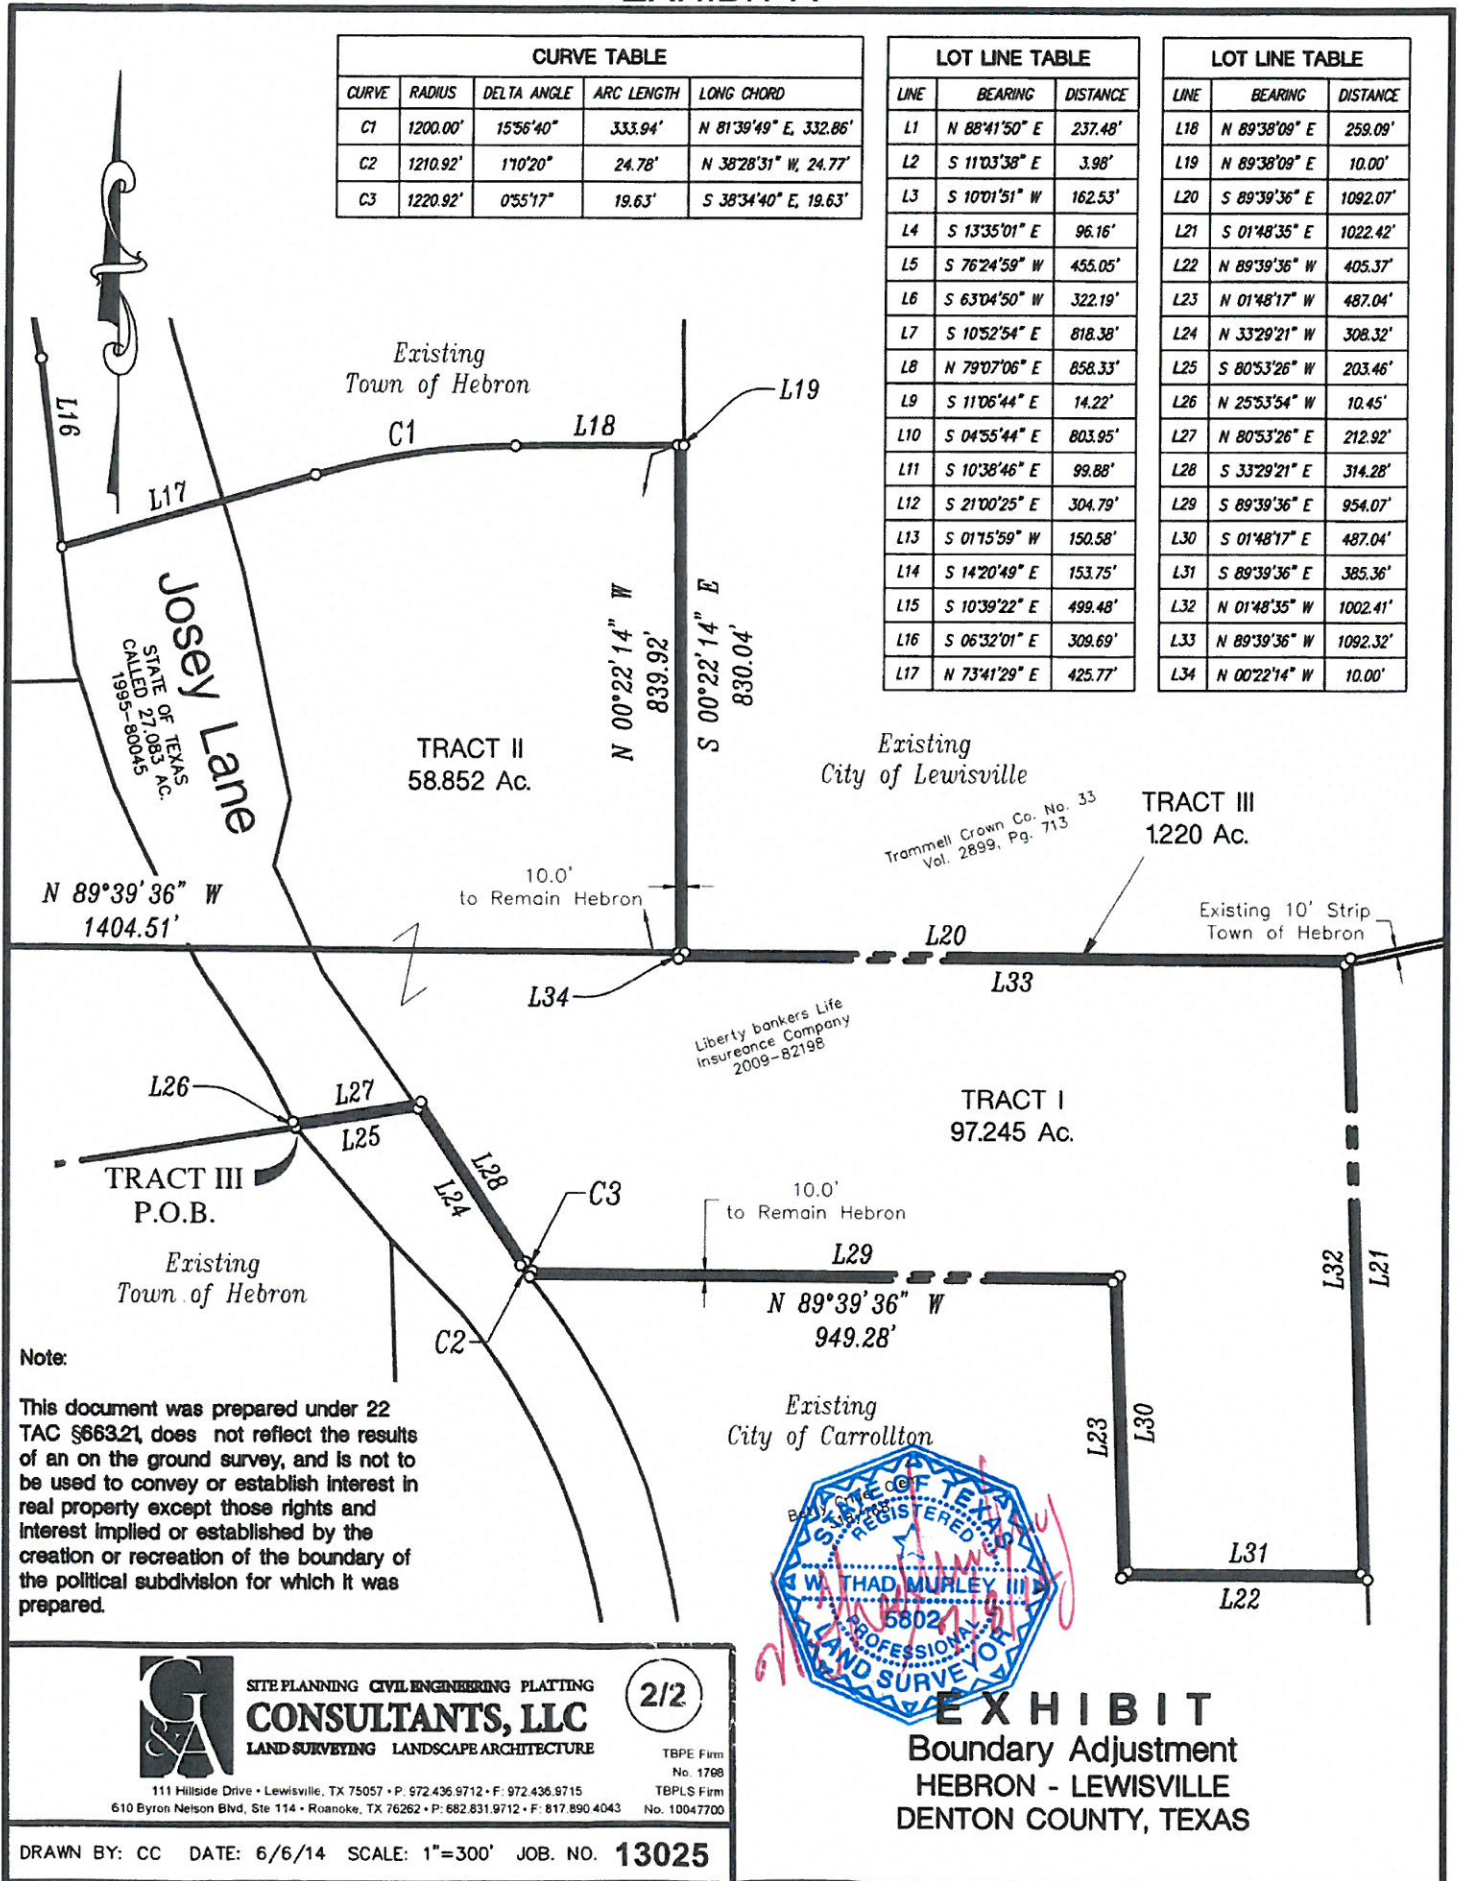 CURVE TABLE
CURVE RADIUS DELTA ANGLE ARC LENGTH LONG CHORD
C1 1200.00' 15°56'40" 333.94' N 81°39'49" E, 332.86'
C2 1210.92' 1°10'20" 24.78' N 38°28'31" W, 24.77'
C3 1220.92' 0°55'17" 19.63' S 38°34'40" E, 19.63'
LOT LINE TABLE
LINE BEARING DISTANCE
L1 N 88°41'50" E 237.48'
L2 S 11°03'38" E 3.98'
L3 S 10°01'51" W 162.53'
L4 S 13°35'01" E 96.16'
L5 S 76°24'59" W 455.05'
L6 S 63°04'50" W 322.19'
L7 S 10°52'54" E 818.38'
L8 N 79°07'06" E 858.33'
L9 S 11°06'44" E 14.22'
L10 S 04°55'44" E 803.95'
L11 S 10°38'46" E 99.88'
L12 S 21°00'25" E 304.79'
L13 S 01°15'59" W 150.58'
L14 S 14°20'49" E 153.75'
L15 S 10°39'22" E 499.48'
L16 S 06°32'01" E 309.69'
L17 N 73°41'29" E 425.77'
LOT LINE TABLE
LINE BEARING DISTANCE
L18 N 89°38'09" E 259.09'
L19 N 89°38'09" E 10.00'
L20 S 89°39'36" E 1092.07'
L21 S 01°48'35" E 1022.42'
L22 N 89°39'36" W 405.37'
L23 N 01°48'17" W 487.04'
L24 N 33°29'21" W 308.32'
L25 S 80°53'26" W 203.46'
L26 N 25°53'54" W 10.45'
L27 N 80°53'26" E 212.92'
L28 S 33°29'21" E 314.28'
L29 S 89°39'36" E 954.07'
L30 S 01°48'17" E 487.04'
L31 S 89°39'36" E 385.36'
L32 N 01°48'35" W 1002.41'
L33 N 89°39'36" W 1092.32'
L34 N 00°22'14" W 10.00'
Existing
Town of Hebron
L16
L17
C1
L18
L19
Josey Lane
STATE OF TEXAS
CALLED 27.083 AC.
1995-80045
N 00°22'14" W
839.92'
S 00°22'14" E
830.04'
TRACT II
58.852 Ac.
Existing
City of Lewisville
Trammell Crown Co. No. 33
Vol. 2899, Pg. 713
TRACT III
1.220 Ac.
10.0'
to Remain Hebron
N 89°39'36" W
1404.51'
Existing 10' Strip
Town of Hebron
L20
L33
L34
Liberty bankers Life
Insureance Company
2009-82198
L26
L27
L25
TRACT III
P.O.B.
L28
L24
TRACT I
97.245 Ac.
C3
10.0'
to Remain Hebron
L29
N 89°39'36" W
949.28'
C2
Existing
Town of Hebron
L32
L21
L23
L30
L31
L22
Existing
City of Carrollton
Note:
This document was prepared under 22
TAC §663.21, does not reflect the results
of an on the ground survey, and is not to
be used to convey or establish interest in
real property except those rights and
interest implied or established by the
creation or recreation of the boundary of
the political subdivision for which it was
prepared.
STATE OF TEXAS
REGISTERED
W. THAD MURLEY III
5802
PROFESSIONAL
LAND SURVEYOR
G&A
SITE PLANNING CIVIL ENGINEERING PLATTING
CONSULTANTS, LLC
LAND SURVEYING LANDSCAPE ARCHITECTURE
2/2
TBPE Firm
No. 1798
TBPLS Firm
No. 10047700
111 Hillside Drive • Lewisville, TX 75057 • P: 972.436.9712 • F: 972.436.9715
610 Byron Nelson Blvd, Ste 114 • Roanoke, TX 76262 • P: 682.831.9712 • F: 817.890.4043
DRAWN BY: CC DATE: 6/6/14 SCALE: 1"=300' JOB. NO. 13025
EXHIBIT
Boundary Adjustment
HEBRON - LEWISVILLE
DENTON COUNTY, TEXAS